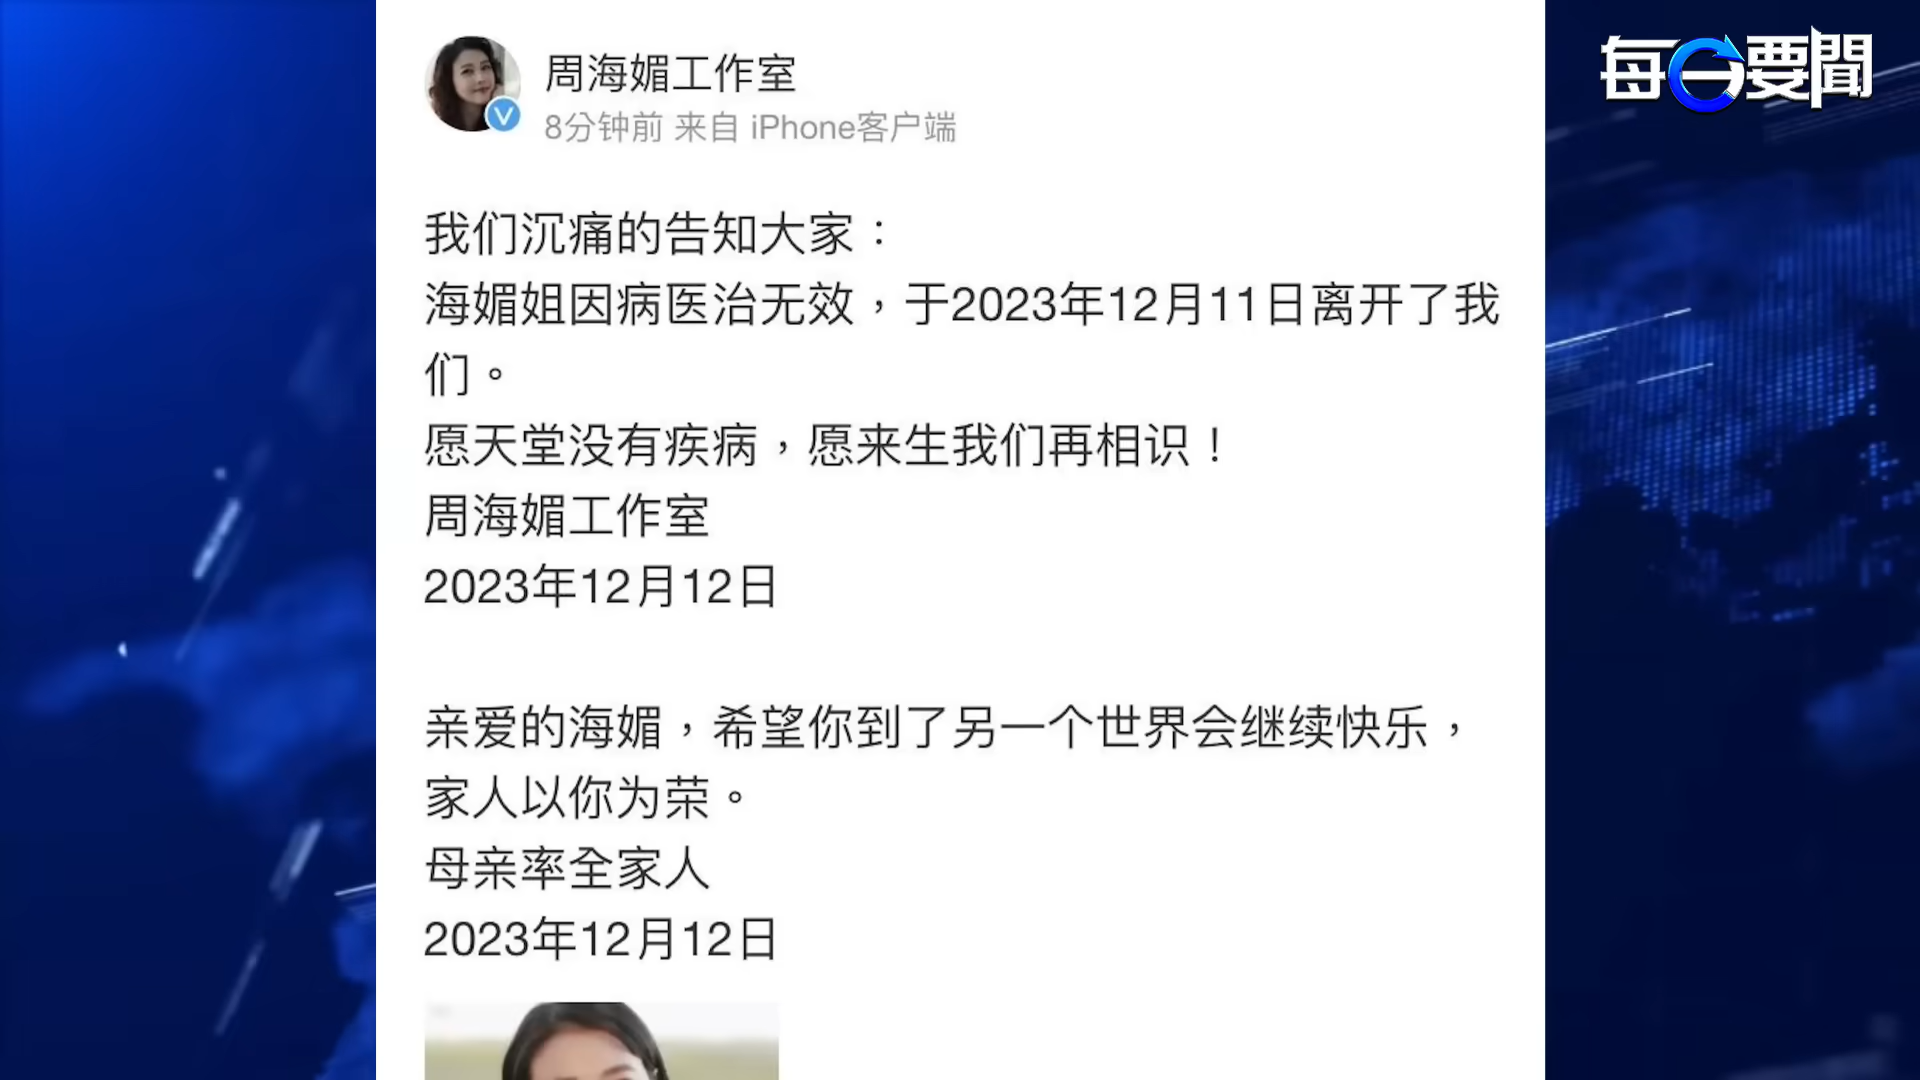 周海媚工作室
8分钟前 来自 iPhone客户端
每日要聞
我们沉痛的告知大家：
海媚姐因病医治无效，于2023年12月11日离开了我
们。
愿天堂没有疾病，愿来生我们再相识！
周海媚工作室
2023年12月12日
亲爱的海媚，希望你到了另一个世界会继续快乐，
家人以你为荣。
母亲率全家人
2023年12月12日